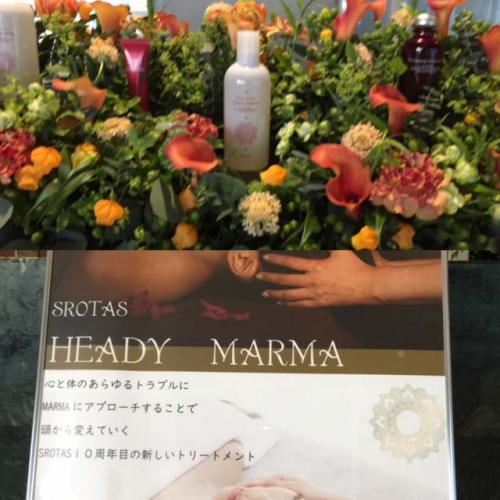 SROTAS
HEADY MARMA
心と体のあらゆるトラブルに
MARMAにアプローチすることで
頭から変えていく
SROTAS10周年目の新しいトリートメント